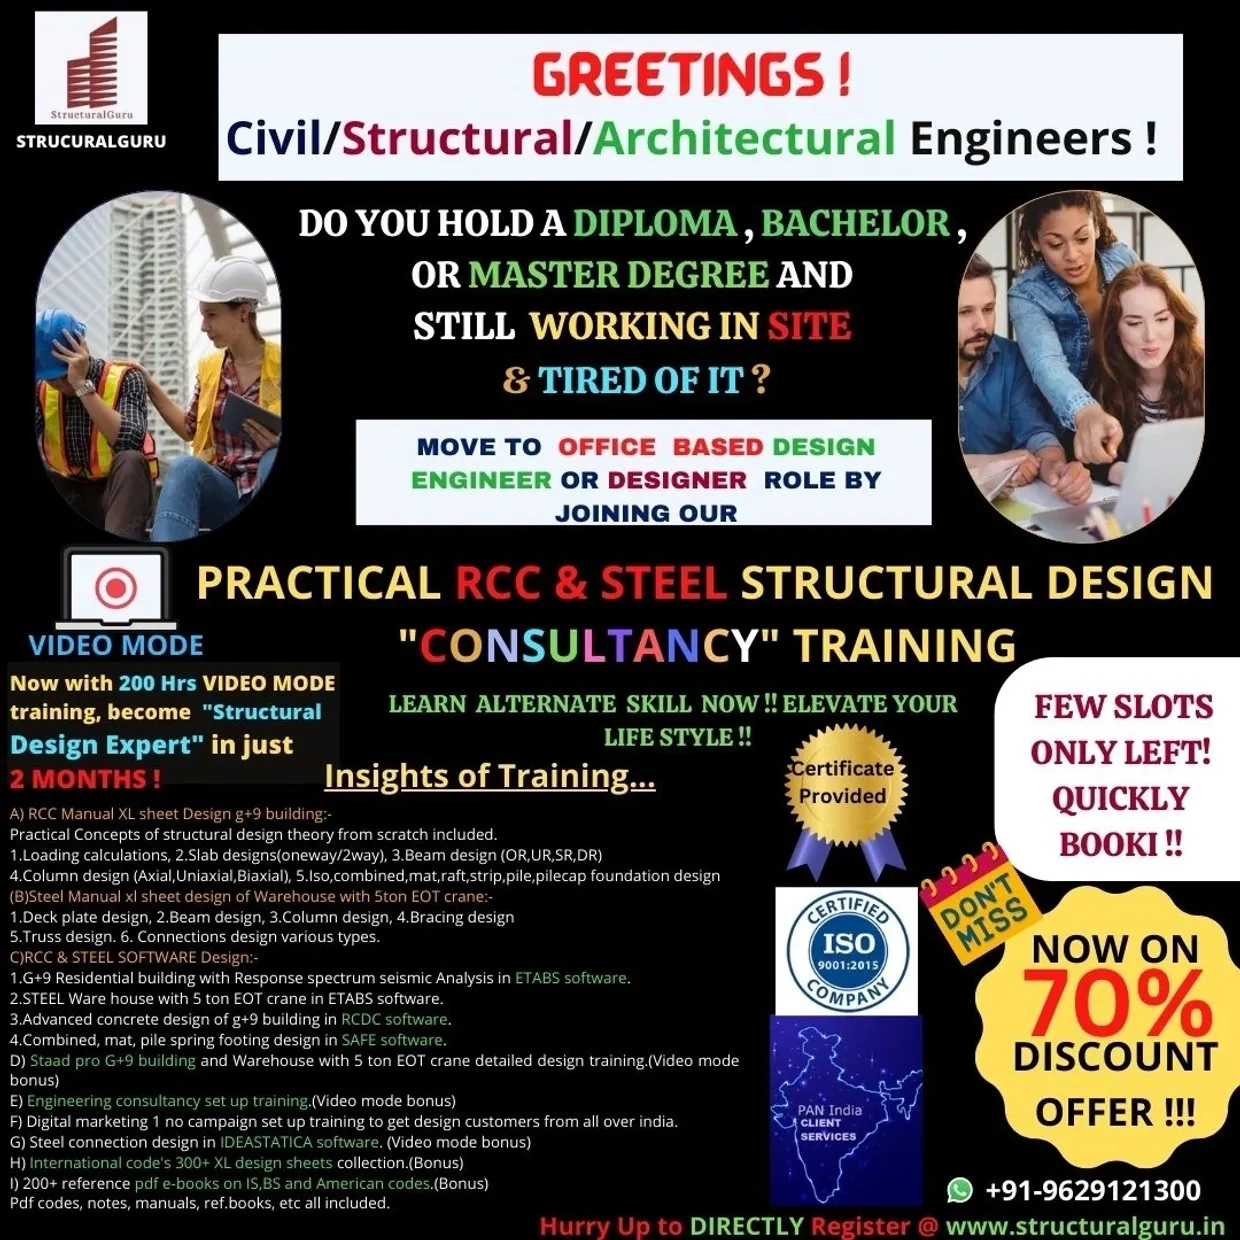 StructuralGuru
STRUCURALGURU
GREETINGS !
Civil/Structural/Architectural Engineers !
DO YOU HOLD A DIPLOMA , BACHELOR ,
OR MASTER DEGREE AND
STILL WORKING IN SITE
& TIRED OF IT ?
MOVE TO OFFICE BASED DESIGN
ENGINEER OR DESIGNER ROLE BY
JOINING OUR
PRACTICAL RCC & STEEL STRUCTURAL DESIGN
"CONSULTANCY" TRAINING
VIDEO MODE
Now with 200 Hrs VIDEO MODE
training, become "Structural
Design Expert" in just
2 MONTHS !
LEARN ALTERNATE SKILL NOW !! ELEVATE YOUR
LIFE STYLE !!
FEW SLOTS
ONLY LEFT!
QUICKLY
BOOKI !!
Insights of Training...
Certificate
Provided
A) RCC Manual XL sheet Design g+9 building:-
Practical Concepts of structural design theory from scratch included.
1.Loading calculations, 2.Slab designs(oneway/2way), 3.Beam design (OR,UR,SR,DR)
4.Column design (Axial,Uniaxial,Biaxial), 5.Iso,combined,mat,raft,strip,pile,pilecap foundation design
(B)Steel Manual xl sheet design of Warehouse with 5ton EOT crane:-
1.Deck plate design, 2.Beam design, 3.Column design, 4.Bracing design
5.Truss design. 6. Connections design various types.
C)RCC & STEEL SOFTWARE Design:-
1.G+9 Residential building with Response spectrum seismic Analysis in ETABS software.
2.STEEL Ware house with 5 ton EOT crane in ETABS software.
3.Advanced concrete design of g+9 building in RCDC software.
4.Combined, mat, pile spring footing design in SAFE software.
D) Staad pro G+9 building and Warehouse with 5 ton EOT crane detailed design training.(Video mode
bonus)
E) Engineering consultancy set up training.(Video mode bonus)
F) Digital marketing 1 no campaign set up training to get design customers from all over india.
G) Steel connection design in IDEASTATICA software. (Video mode bonus)
H) International code's 300+ XL design sheets collection.(Bonus)
I) 200+ reference pdf e-books on IS,BS and American codes.(Bonus)
Pdf codes, notes, manuals, ref.books, etc all included.
CERTIFIED
ISO
9001:2015
COMPANY
PAN India
CLIENT
SERVICES
DON'T
MISS
NOW ON
70%
DISCOUNT
OFFER !!!
+91-9629121300
Hurry Up to DIRECTLY Register @ www.structuralguru.in